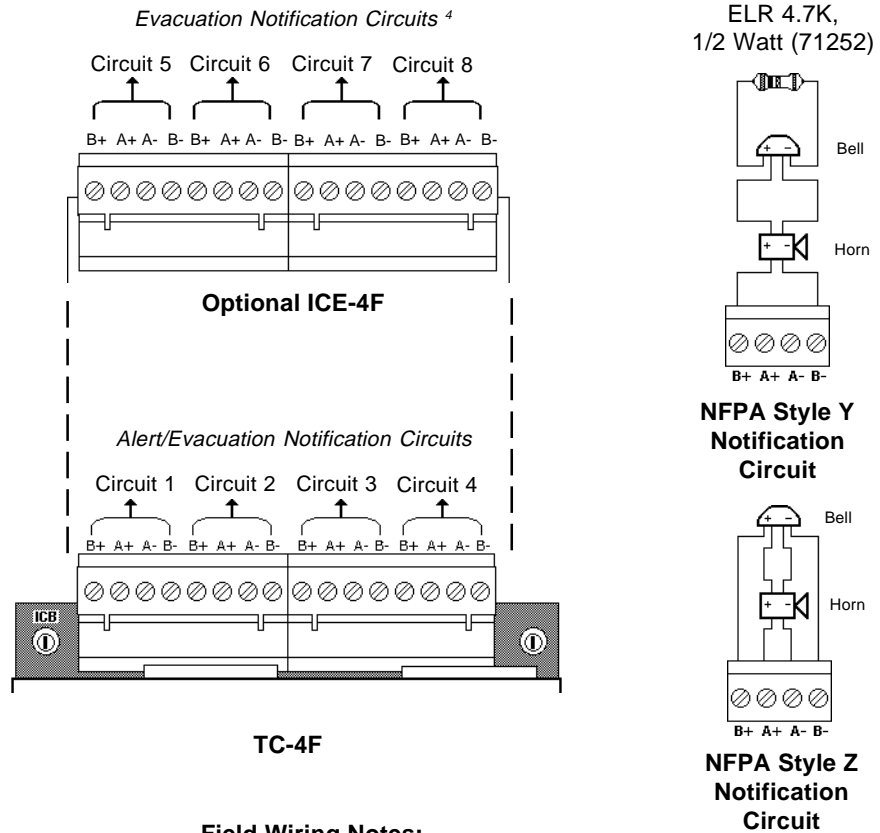 Evacuation Notification Circuits 4
Circuit 5 Circuit 6 Circuit 7 Circuit 8
B+ A+ A- B- B+ A+ A- B- B+ A+ A- B- B+ A+ A- B-
Optional ICE-4F
Alert/Evacuation Notification Circuits
Circuit 1 Circuit 2 Circuit 3 Circuit 4
B+ A+ A- B- B+ A+ A- B- B+ A+ A- B- B+ A+ A- B-
ICB
TC-4F
Field Wiring Notes:
ELR 4.7K,
1/2 Watt (71252)
+ -
Bell
+ -
Horn
B+ A+ A- B-
NFPA Style Y
Notification
Circuit
+ -
Bell
+ -
Horn
B+ A+ A- B-
NFPA Style Z
Notification
Circuit